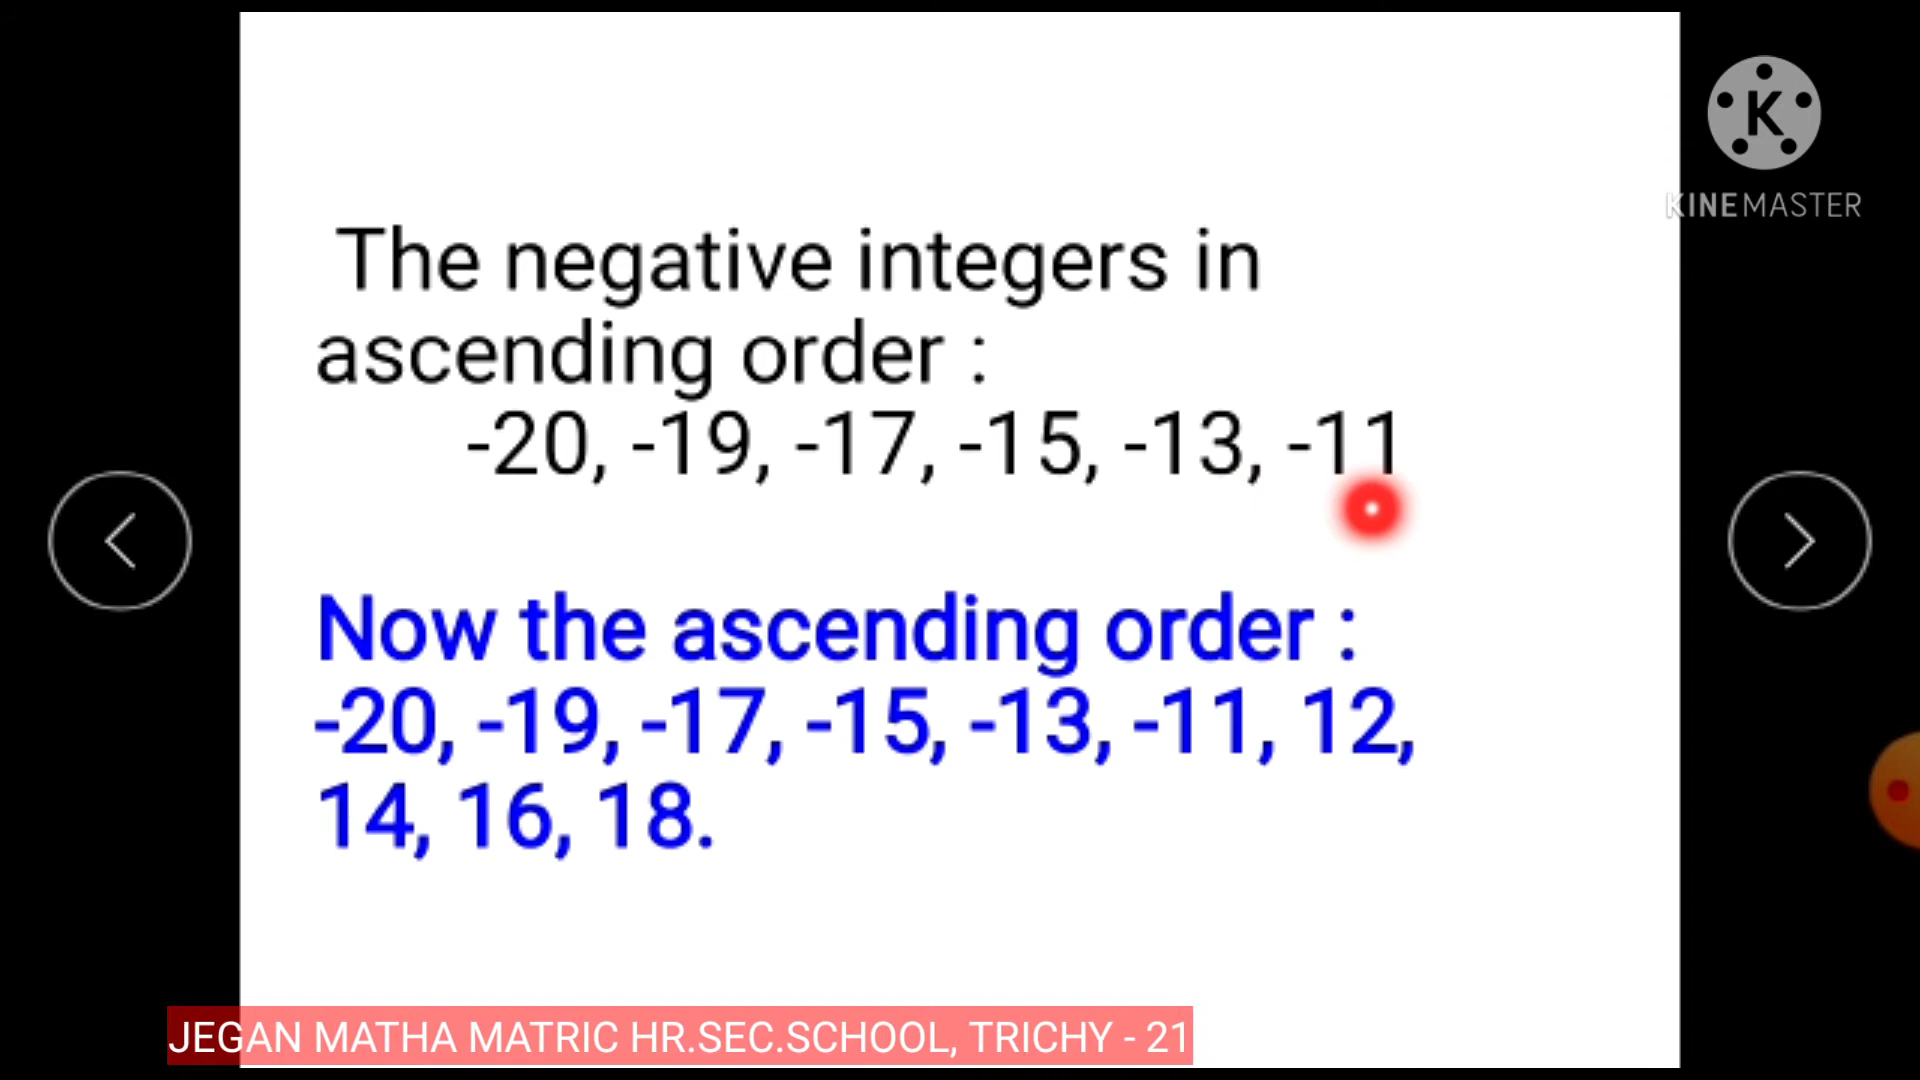 K
KINEMASTER
The negative integers in
ascending order :
-20, -19, -17, -15, -13, -11
Now the ascending order :
-20, -19, -17, -15, -13, -11, 12,
14, 16, 18.
JEGAN MATHA MATRIC HR.SEC.SCHOOL, TRICHY - 21